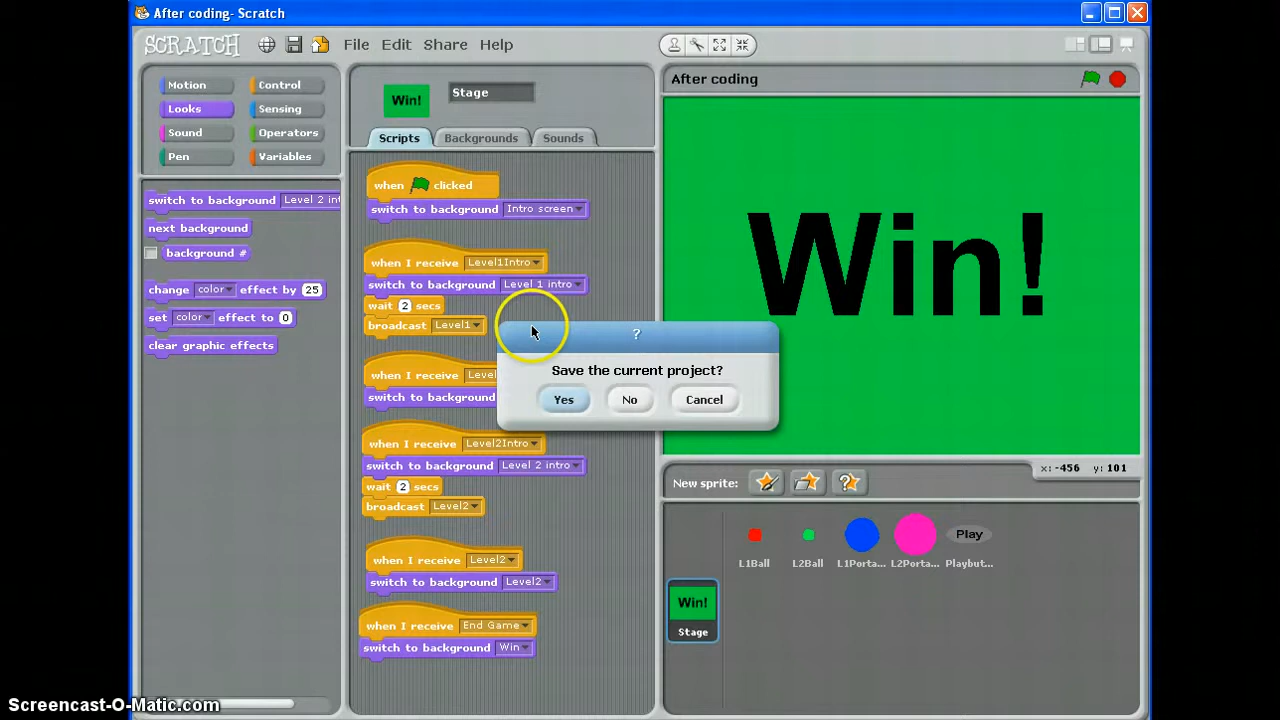 After coding- Scratch
SCRATCH
File Edit Share Help
Motion Control
Looks Sensing
Sound Operators
Pen Variables
switch to background Level 2 int
next background
background #
change color effect by 25
set color effect to 0
clear graphic effects
Win! Stage
Scripts Backgrounds Sounds
when clicked
switch to background Intro screen
when I receive Level1Intro
switch to background Level 1 intro
wait 2 secs
broadcast Level1
when I receive
switch to background
when I receive Level2Intro
switch to background Level 2 intro
wait 2 secs
broadcast Level2
when I receive Level2
switch to background Level2
when I receive End Game
switch to background Win
?
Save the current project?
Yes No Cancel
After coding
Win!
x: -456 y: 101
New sprite:
Play
L1Ball L2Ball L1Porta... L2Porta... Playbut...
Win!
Stage
Screencast-O-Matic.com